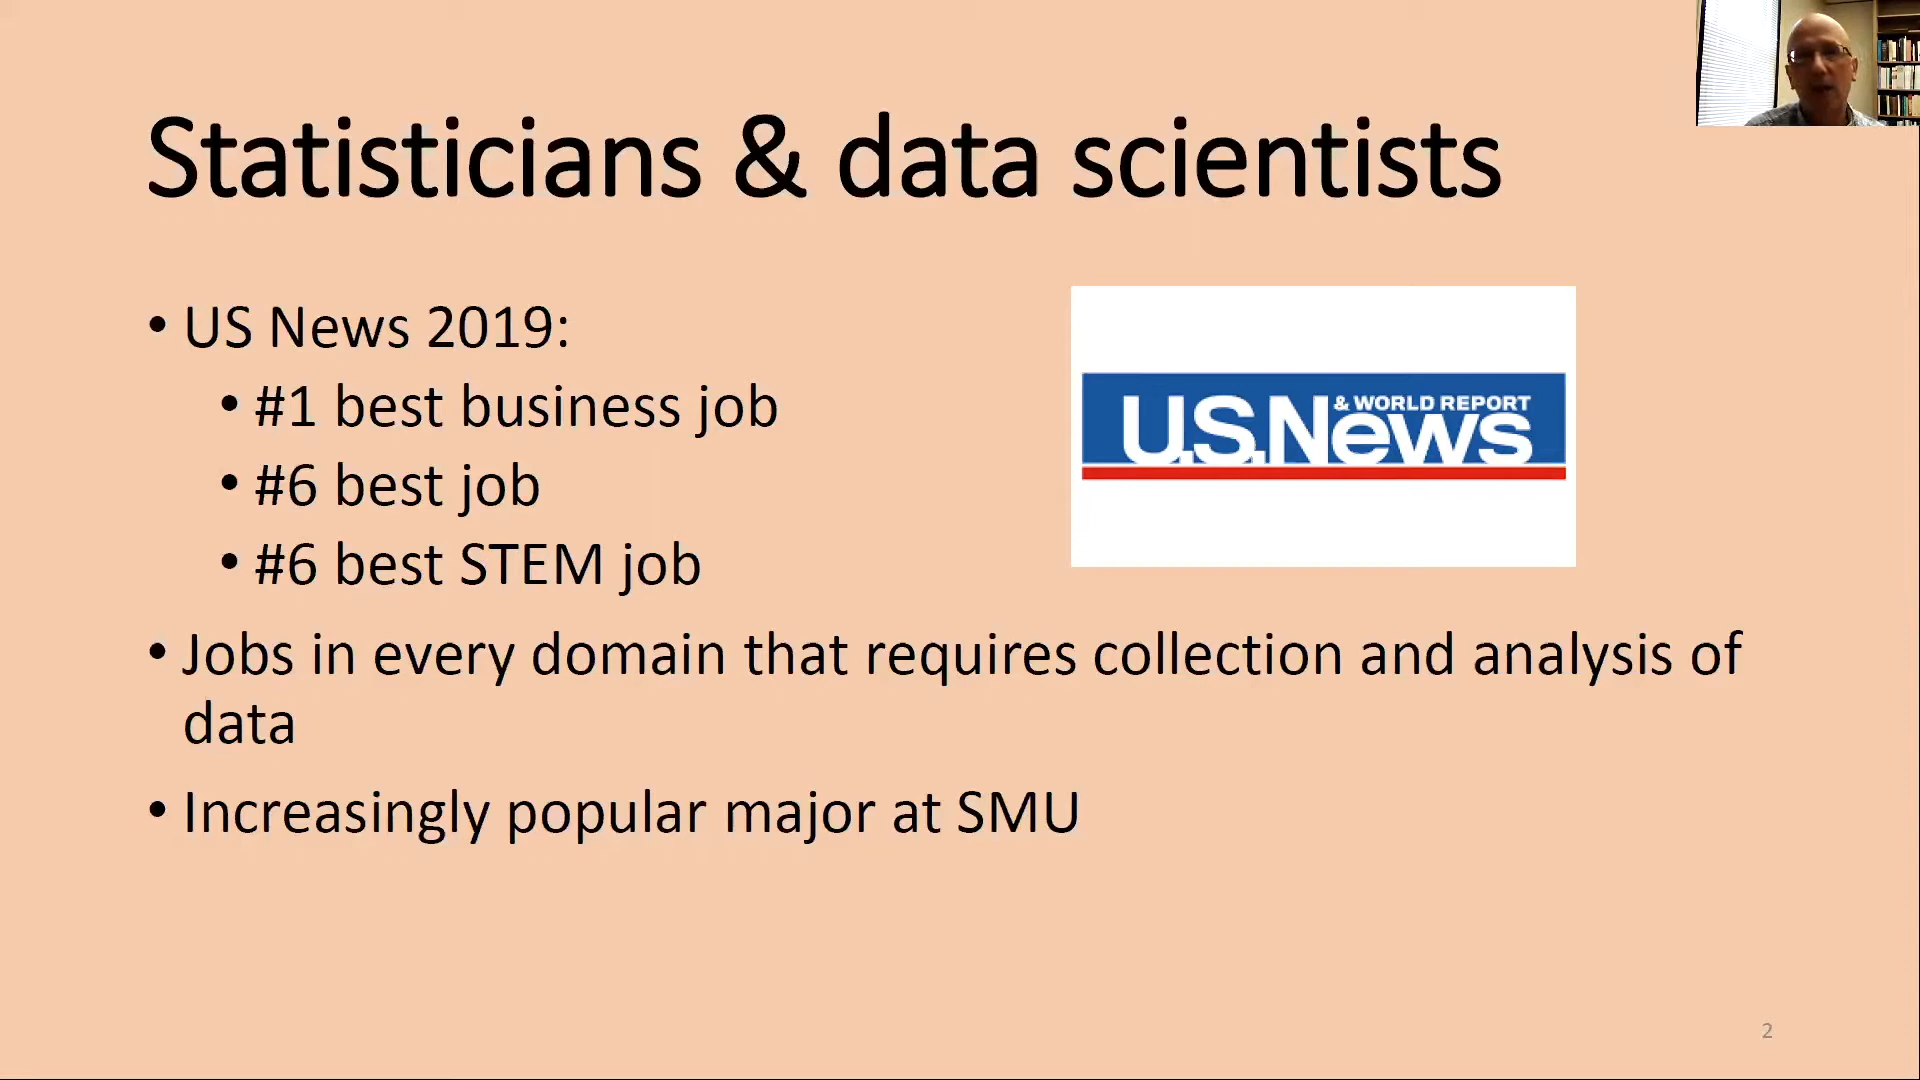 Statisticians & data scientists
• US News 2019:
• #1 best business job
• #6 best job
• #6 best STEM job
U.S.News & WORLD REPORT
• Jobs in every domain that requires collection and analysis of
data
• Increasingly popular major at SMU
2